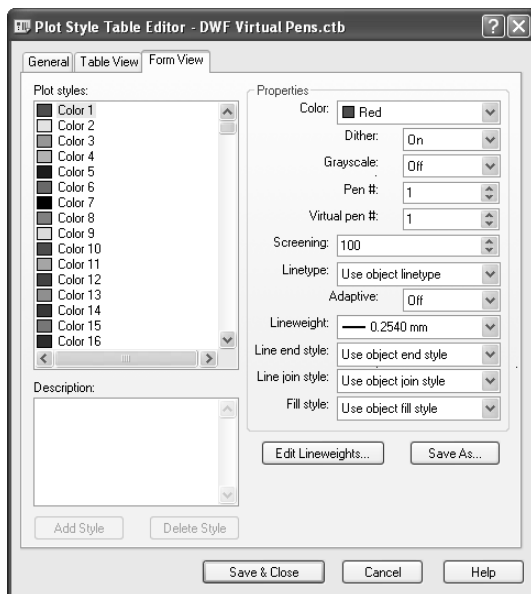 Plot Style Table Editor - DWF Virtual Pens.ctb
General
Table View
Form View
Plot styles:
Color 1
Color 2
Color 3
Color 4
Color 5
Color 6
Color 7
Color 8
Color 9
Color 10
Color 11
Color 12
Color 13
Color 14
Color 15
Color 16
Description:
Add Style
Delete Style
Properties
Color: Red
Dither: On
Grayscale: Off
Pen #: 1
Virtual pen #: 1
Screening: 100
Linetype: Use object linetype
Adaptive: Off
Lineweight: 0.2540 mm
Line end style: Use object end style
Line join style: Use object join style
Fill style: Use object fill style
Edit Lineweights...
Save As...
Save & Close
Cancel
Help